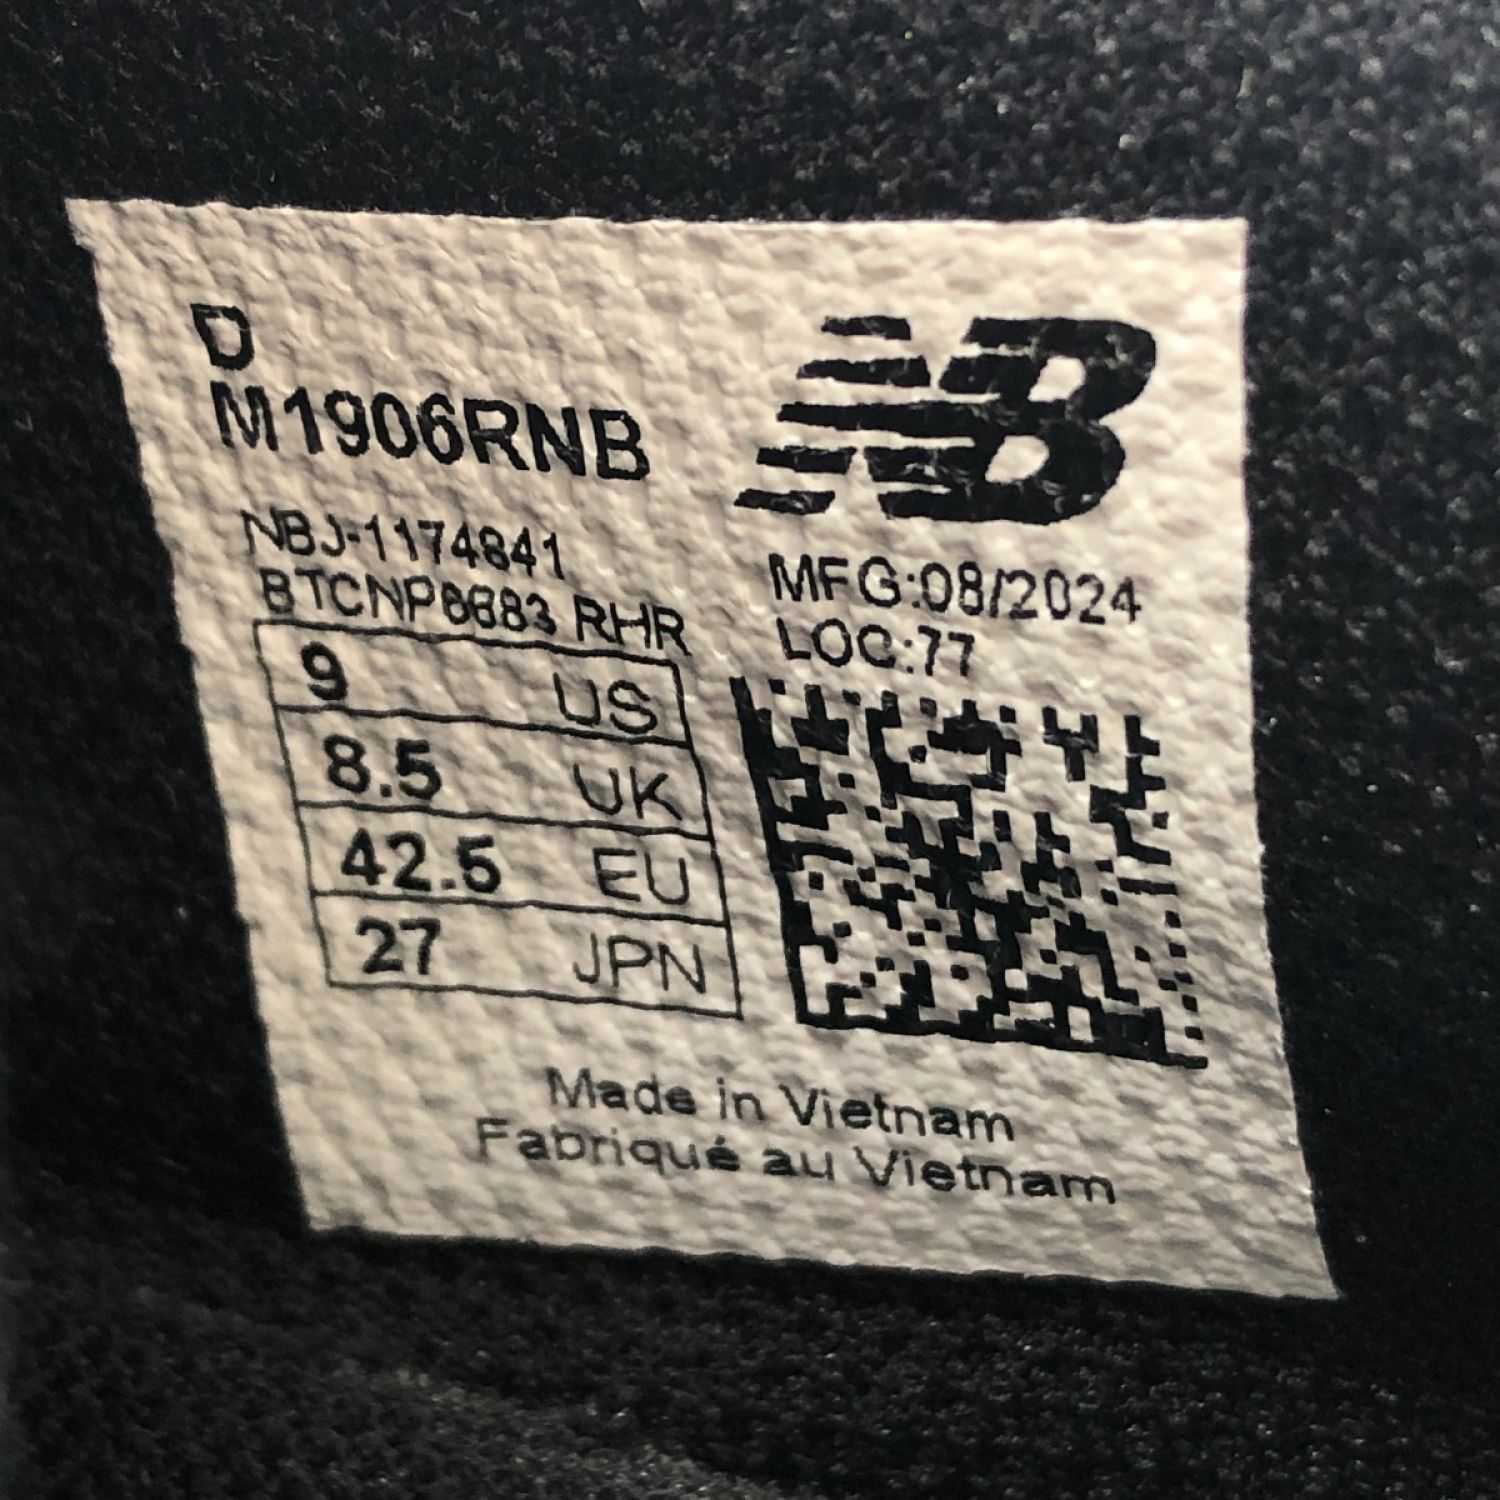 D
M1906RNB
NB
NBJ-1174841
RHR
MFG:08/2024
LOC:77
9 US
8.5 UK
42.5 EU
27 JPN
Made in Vietnam
Fabriqué au Vietnam